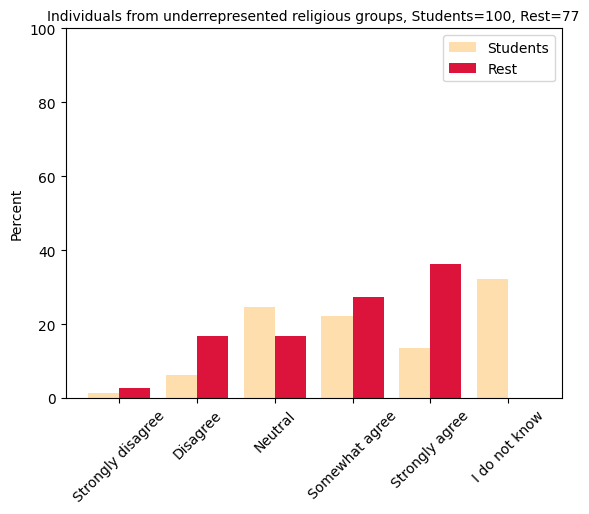 Individuals from underrepresented religious groups, Students=100, Rest=77
Students
Rest
Percent
100
80
60
40
20
0
Strongly disagree
Disagree
Neutral
Somewhat agree
Strongly agree
I do not know